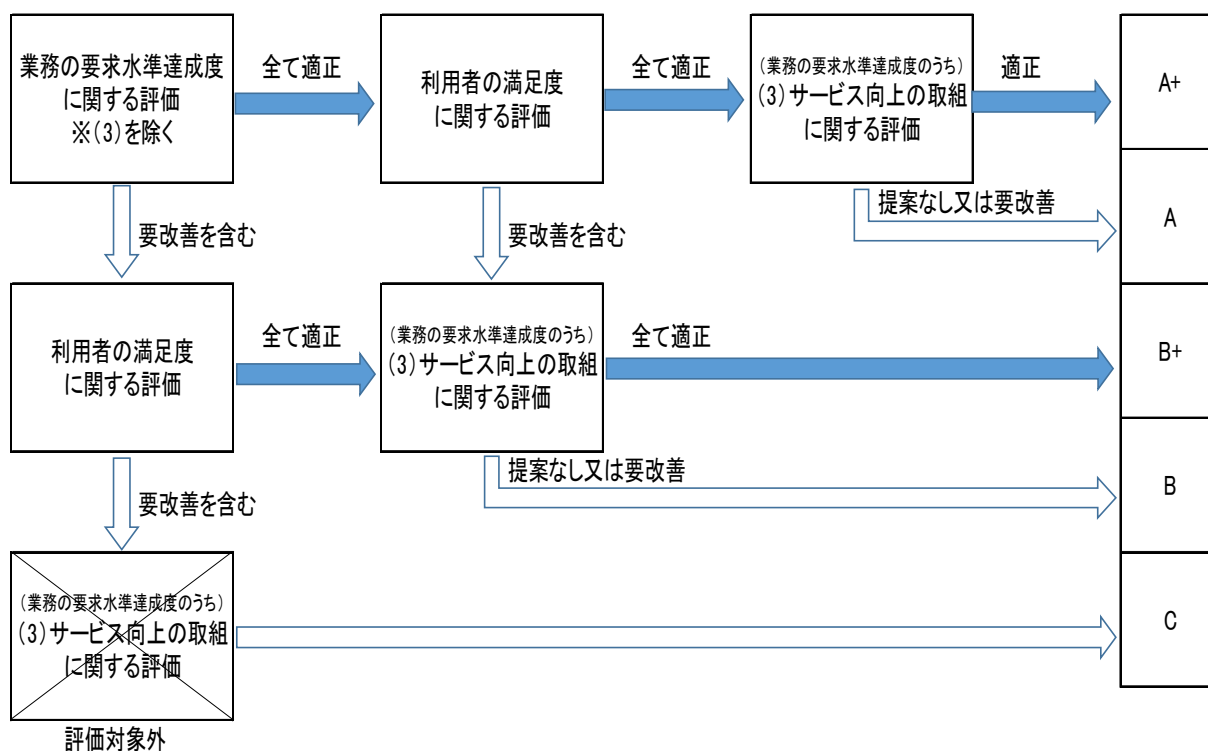 業務の要求水準達成度
に関する評価
※(3)を除く
全て適正
利用者の満足度
に関する評価
全て適正
(業務の要求水準達成度のうち)
(3)サービス向上の取組
に関する評価
適正
A+
提案なし又は要改善
A
要改善を含む
要改善を含む
利用者の満足度
に関する評価
全て適正
(業務の要求水準達成度のうち)
(3)サービス向上の取組
に関する評価
全て適正
B+
提案なし又は要改善
B
要改善を含む
(業務の要求水準達成度のうち)
(3)サービス向上の取組
に関する評価
C
評価対象外